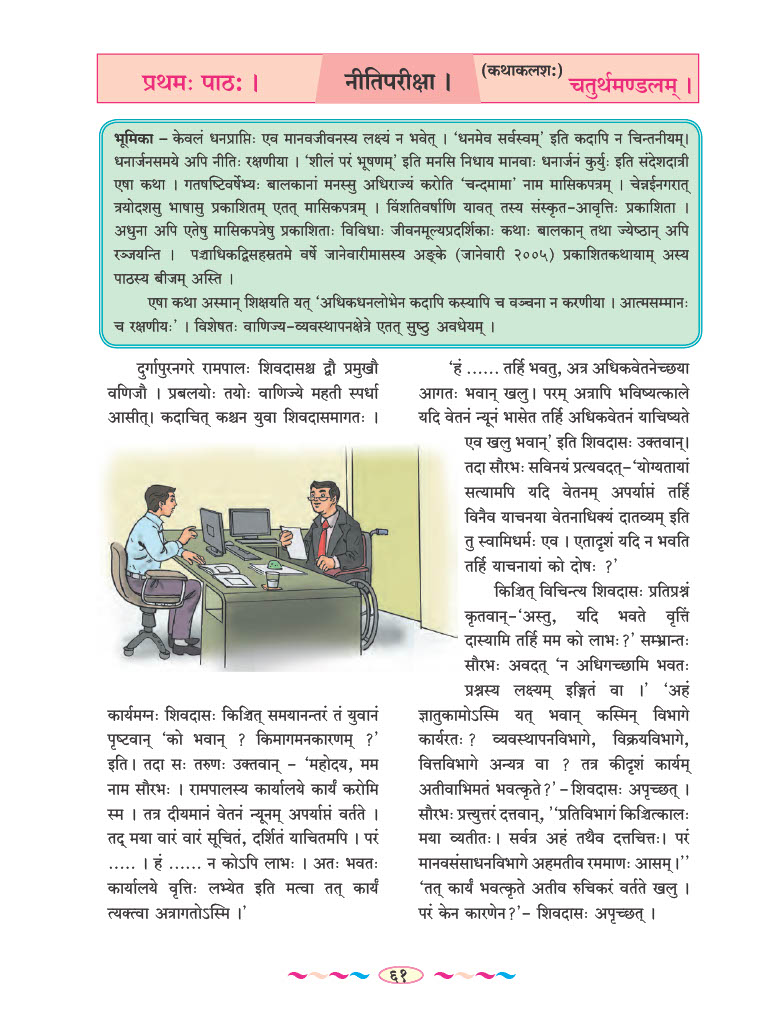 प्रथमः पाठः ।
नीतिपरीक्षा ।
(कथाकलशः)
चतुर्थमण्डलम् ।
भूमिका – केवलं धनप्राप्तिः एव मानवजीवनस्य लक्ष्यं न भवेत् । ‘धनमेव सर्वस्वम्’ इति कदापि न चिन्तनीयम्।
धनार्जनसमये अपि नीतिः रक्षणीया । ‘शीलं परं भूषणम्’ इति मनसि निधाय मानवाः धनार्जनं कुर्युः इति संदेशदात्री
एषा कथा । गतषष्टिवर्षेभ्यः बालकानां मनस्सु अधिराज्यं करोति ‘चन्दमामा’ नाम मासिकपत्रम् । चेन्नईनगरात्
त्रयोदशसु भाषासु प्रकाशितम् एतत् मासिकपत्रम् । विंशतिवर्षाणि यावत् तस्य संस्कृत-आवृत्तिः प्रकाशिता ।
अधुना अपि एतेषु मासिकपत्रेषु प्रकाशिताः विविधाः जीवनमूल्यप्रदर्शिकाः कथाः बालकान् तथा ज्येष्ठान् अपि
रञ्जयन्ति । पञ्चाधिकद्विसहस्रतमे वर्षे जानेवारीमासस्य अङ्के (जानेवारी २००५) प्रकाशितकथायाम् अस्य
पाठस्य बीजम् अस्ति ।
एषा कथा अस्मान् शिक्षयति यत् ‘अधिकधनलोभेन कदापि कस्यापि च वञ्चना न करणीया । आत्मसम्मानः
च रक्षणीयः’ । विशेषतः वाणिज्य-व्यवस्थापनक्षेत्रे एतत् सुष्ठु अवधेयम् ।
दुर्गापुरनगरे रामपालः शिवदासश्च द्वौ प्रमुखौ
वणिजौ । प्रबलयोः तयोः वाणिज्ये महती स्पर्धा
आसीत्। कदाचित् कश्चन युवा शिवदासमागतः ।
कार्यमग्नः शिवदासः किञ्चित् समयानन्तरं तं युवानं
पृष्टवान् ‘को भवान् ? किमागमनकारणम् ?’
इति। तदा सः तरुणः उक्तवान् – ‘महोदय, मम
नाम सौरभः । रामपालस्य कार्यालये कार्यं करोमि
स्म । तत्र दीयमानं वेतनं न्यूनम् अपर्याप्तं वर्तते ।
तद् मया वारं वारं सूचितं, दर्शितं याचितमपि । परं
..... । हं ...... न कोऽपि लाभः । अतः भवतः
कार्यालये वृत्तिः लभ्येत इति मत्वा तत् कार्यं
त्यक्त्वा अत्रागतोऽस्मि ।’
‘हं ...... तर्हि भवतु, अत्र अधिकवेतनेच्छया
आगतः भवान् खलु। परम् अत्रापि भविष्यत्काले
यदि वेतनं न्यूनं भासेत तर्हि अधिकवेतनं याचिष्यते
एव खलु भवान्’ इति शिवदासः उक्तवान्।
तदा सौरभः सविनयं प्रत्यवदत्–‘योग्यतायां
सत्यामपि यदि वेतनम् अपर्याप्तं तर्हि
विनैव याचनया वेतनाधिक्यं दातव्यम् इति
तु स्वामिधर्मः एव । एतादृशं यदि न भवति
तर्हि याचनायां को दोषः ?’
किञ्चित् विचिन्त्य शिवदासः प्रतिप्रश्नं
कृतवान्–‘अस्तु, यदि भवते वृत्तिं
दास्यामि तर्हि मम को लाभः?’ सम्भ्रान्तः
सौरभः अवदत् ‘न अधिगच्छामि भवतः
प्रश्नस्य लक्ष्यम् इङ्गितं वा ।’ ‘अहं
ज्ञातुकामोऽस्मि यत् भवान् कस्मिन् विभागे
कार्यरतः? व्यवस्थापनविभागे, विक्रयविभागे,
वित्तविभागे अन्यत्र वा ? तत्र कीदृशं कार्यम्
अतीवाभिमतं भवत्कृते?’– शिवदासः अपृच्छत् ।
सौरभः प्रत्त्युत्तरं दत्तवान्, ’‘प्रतिविभागं किञ्चित्कालः
मया व्यतीतः। सर्वत्र अहं तथैव दत्तचित्तः। परं
मानवसंसाधनविभागे अहमतीव रममाणः आसम्।’’
‘तत् कार्यं भवत्कृते अतीव रुचिकरं वर्तते खलु ।
परं केन कारणेन?’– शिवदासः अपृच्छत् ।
६१